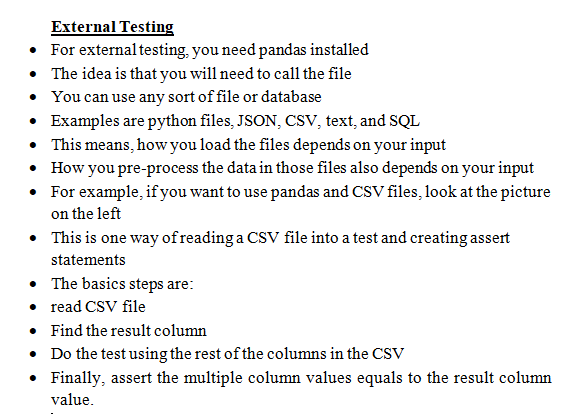 External Testing
• For external testing, you need pandas installed
• The idea is that you will need to call the file
• You can use any sort of file or database
• Examples are python files, JSON, CSV, text, and SQL
• This means, how you load the files depends on your input
• How you pre-process the data in those files also depends on your input
• For example, if you want to use pandas and CSV files, look at the picture
on the left
• This is one way of reading a CSV file into a test and creating assert
statements
• The basics steps are:
• read CSV file
• Find the result column
• Do the test using the rest of the columns in the CSV
• Finally, assert the multiple column values equals to the result column
value.